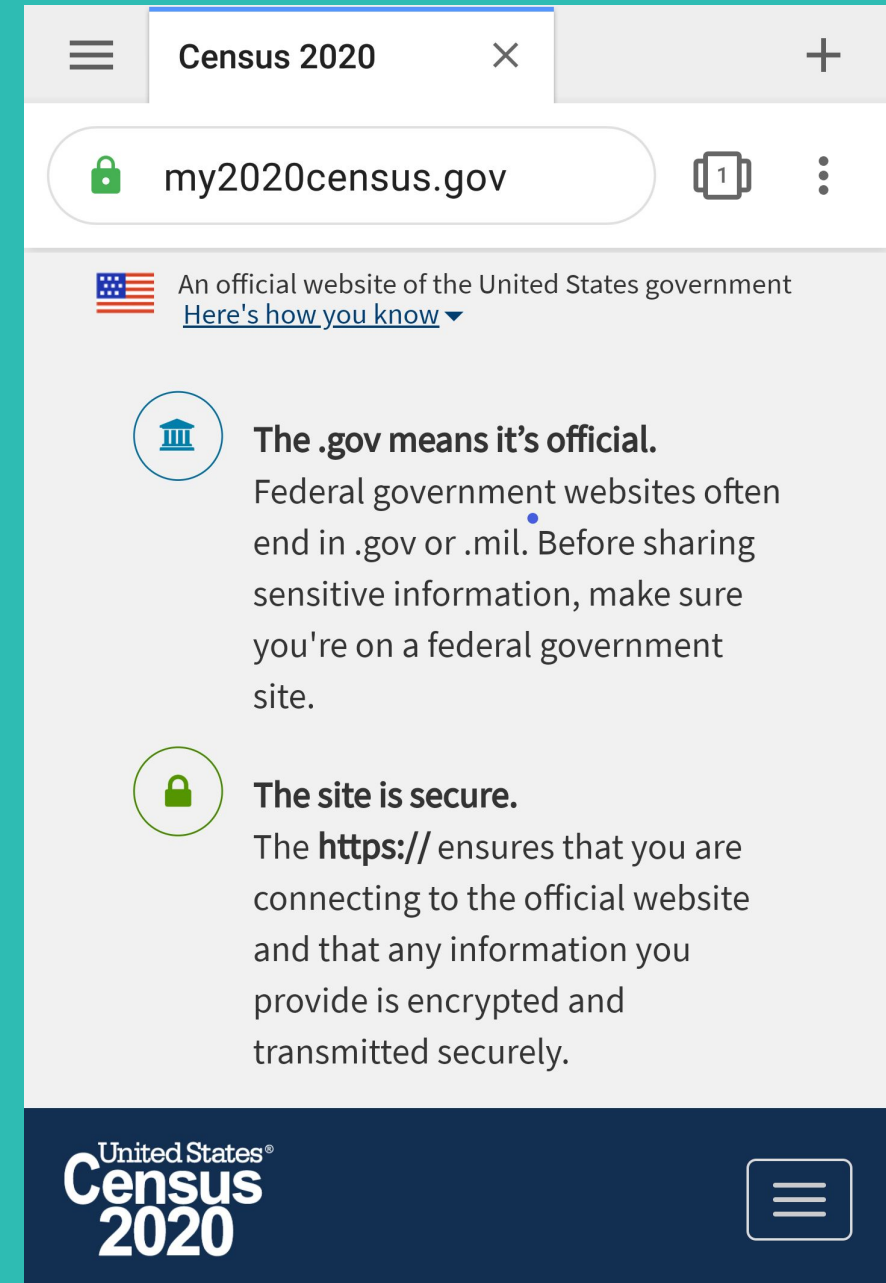 Census 2020
my2020census.gov
1
An official website of the United States government
Here's how you know
The .gov means it’s official.
Federal government websites often
end in .gov or .mil. Before sharing
sensitive information, make sure
you're on a federal government
site.
The site is secure.
The https:// ensures that you are
connecting to the official website
and that any information you
provide is encrypted and
transmitted securely.
United States®
Census
2020